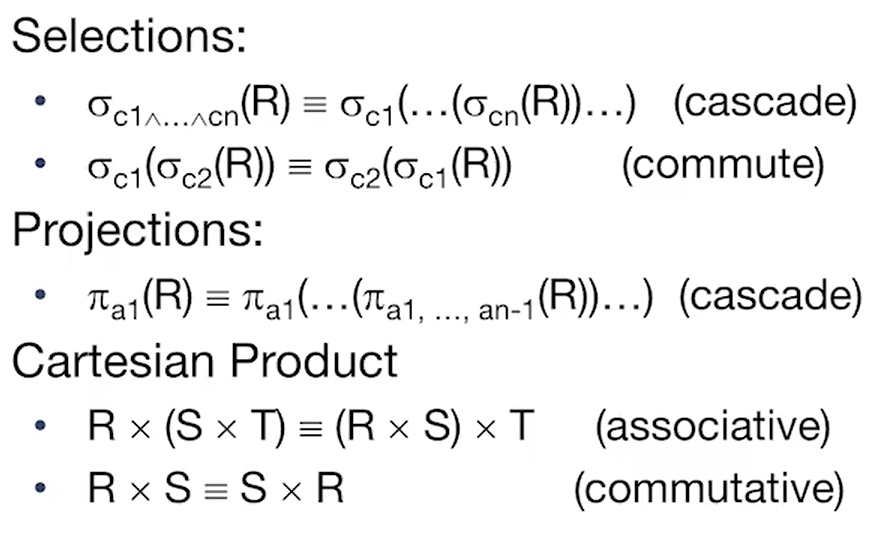 Selections:
• σc1∧…∧cn(R) ≡ σc1(…(σcn(R))…) (cascade)
• σc1(σc2(R)) ≡ σc2(σc1(R)) (commute)
Projections:
• πa1(R) ≡ πa1(…(πa1, …, an-1(R))…) (cascade)
Cartesian Product
• R × (S × T) ≡ (R × S) × T (associative)
• R × S ≡ S × R (commutative)